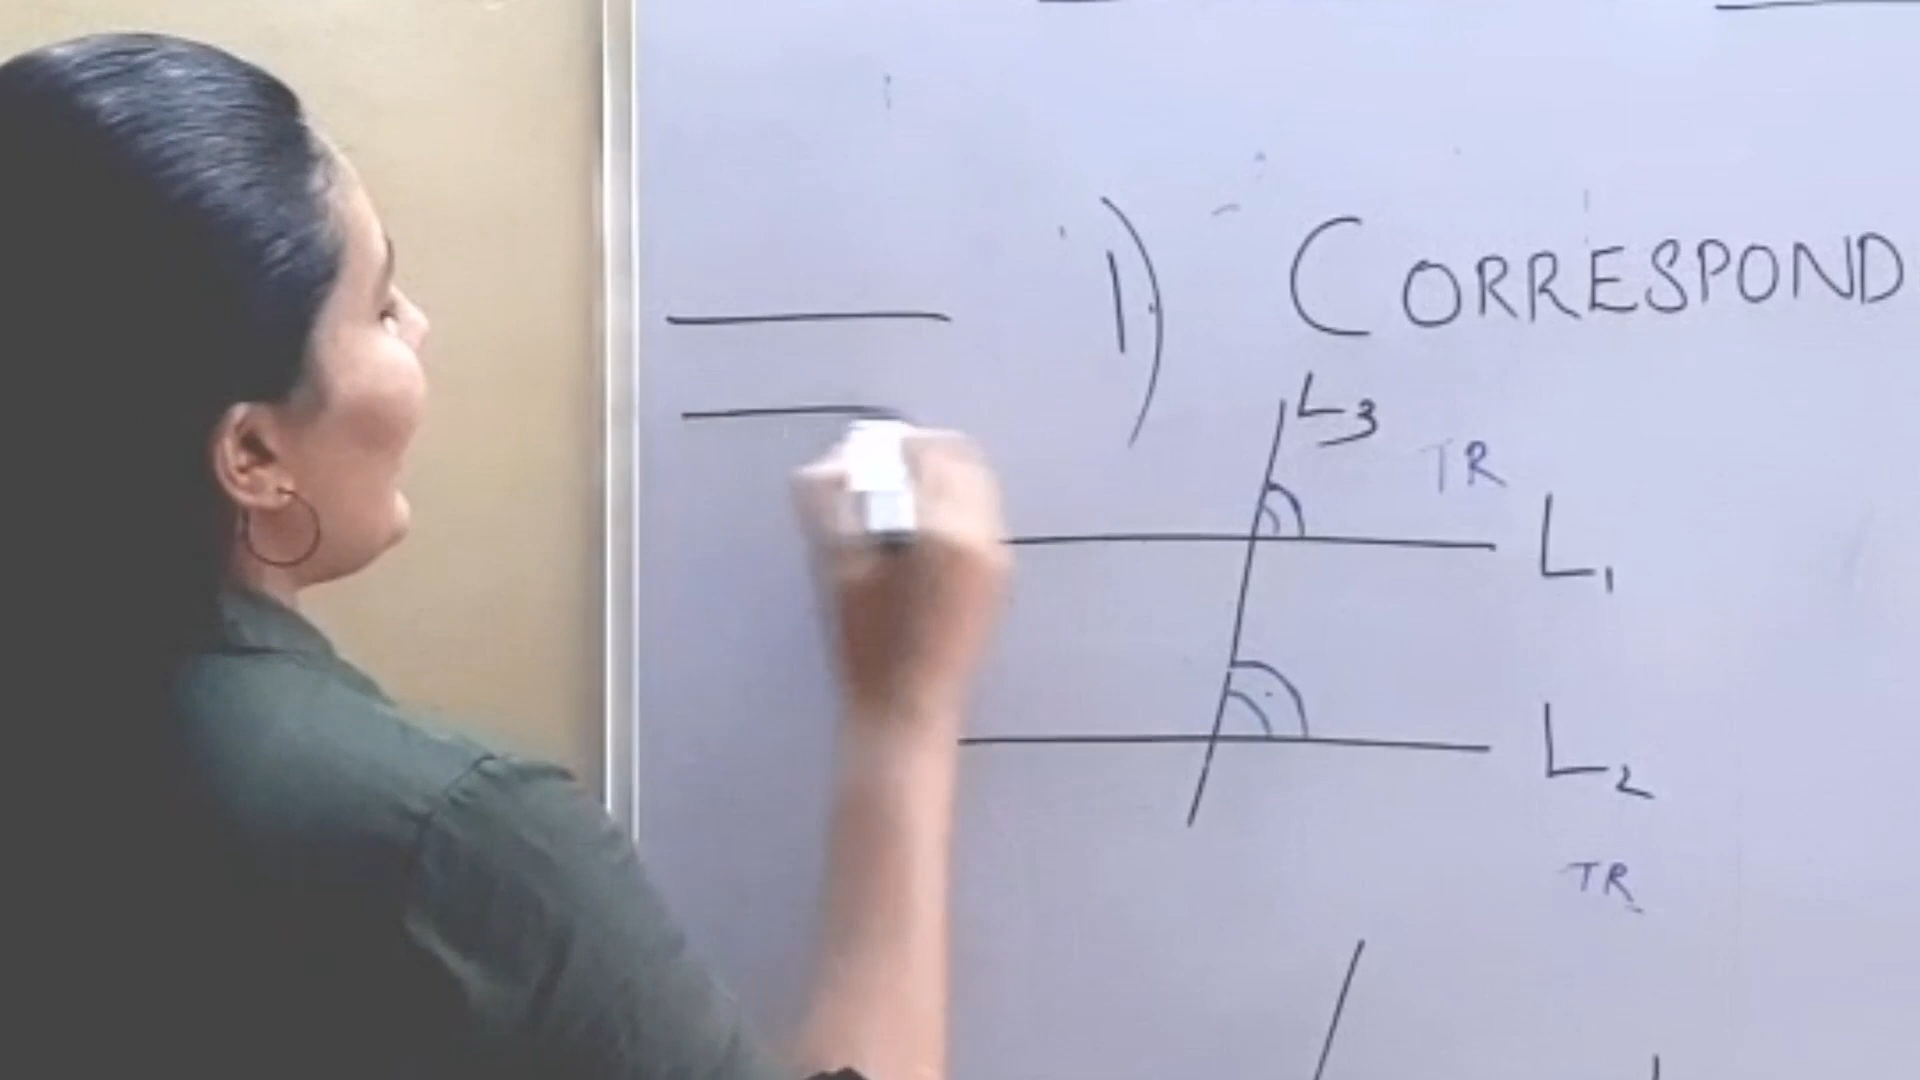 1) CORRESPOND
L3
TR
L1
L2
TR